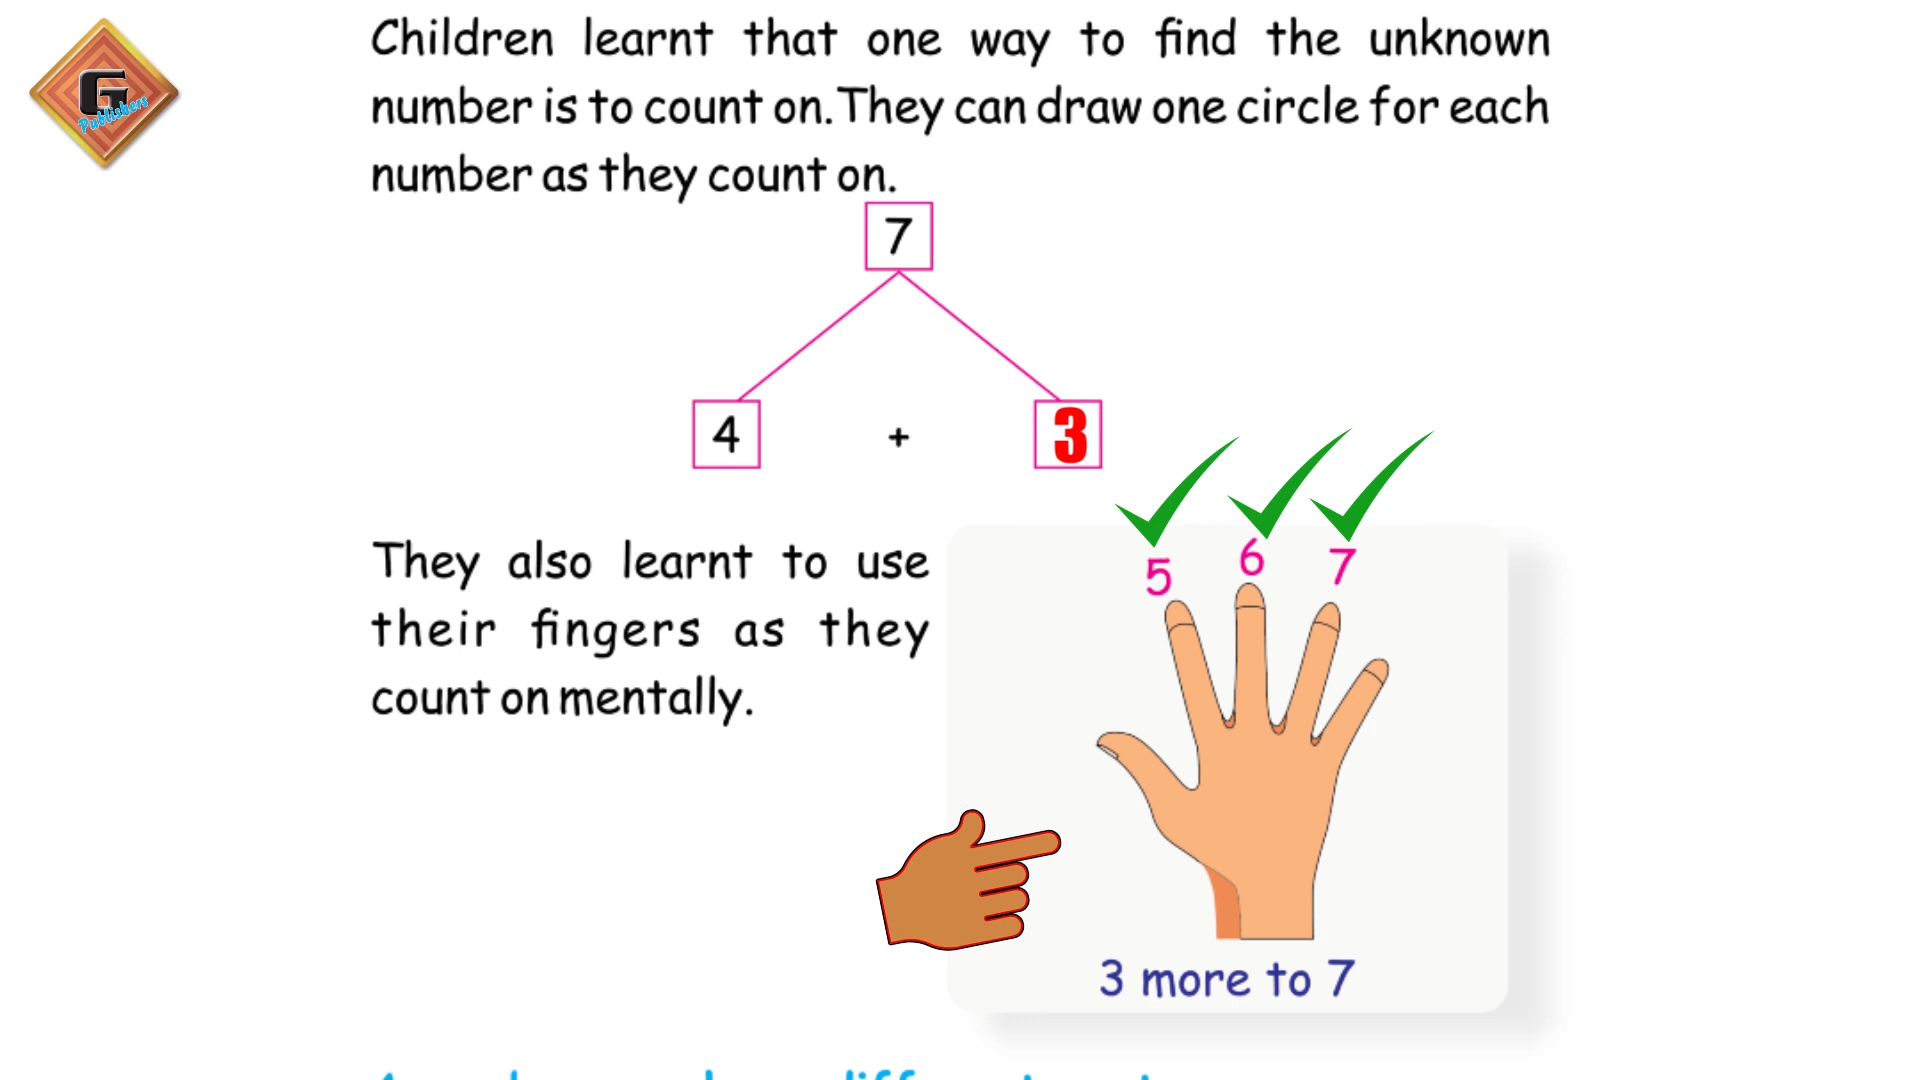 G
Publishers
Children learnt that one way to find the unknown
number is to count on. They can draw one circle for each
number as they count on.
7
4 + 3
They also learnt to use
their fingers as they
count on mentally.
5 6 7
3 more to 7